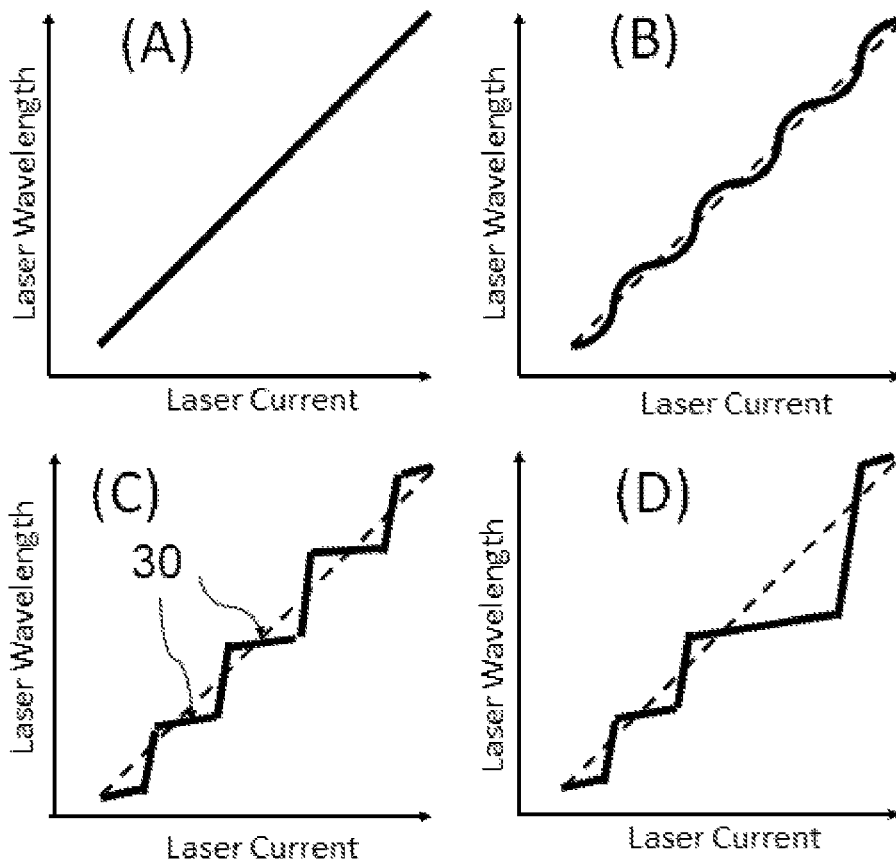 (A)
Laser Wavelength
Laser Current
(B)
Laser Wavelength
Laser Current
(C)
30
Laser Wavelength
Laser Current
(D)
Laser Wavelength
Laser Current